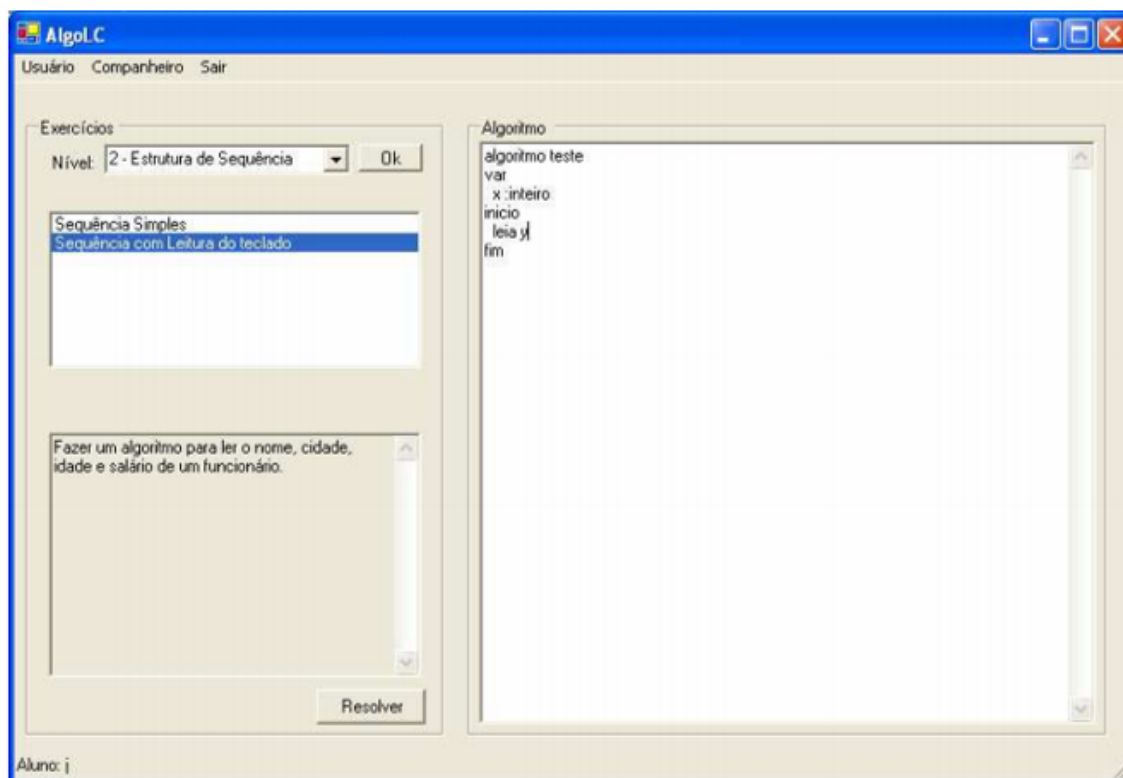 AlgoLC
Usuário Companheiro Sair
Exercícios
Nível: 2 - Estrutura de Sequência Ok
Sequência Simples
Sequência com Leitura do teclado
Fazer um algoritmo para ler o nome, cidade,
idade e salário de um funcionário.
Resolver
Algoritmo
algoritmo teste
var
x :inteiro
inicio
leia y
fim
Aluno: j